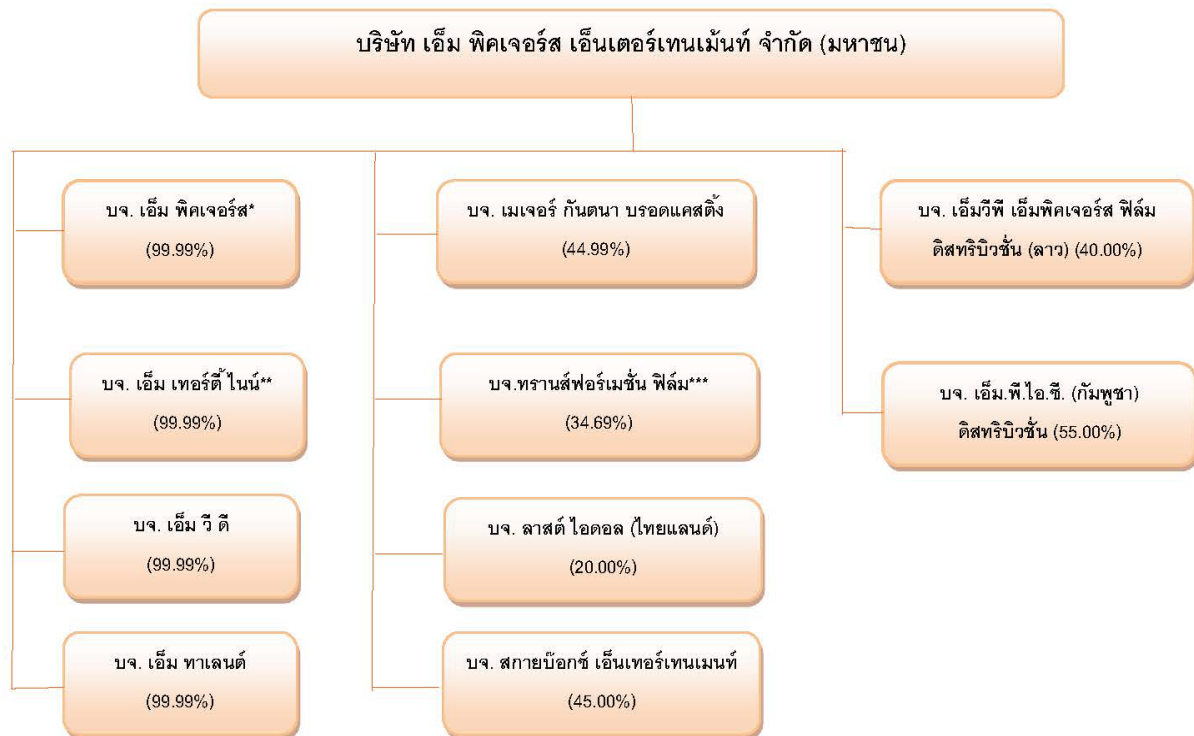 บริษัท เอ็ม พิคเจอร์ส เอ็นเตอร์เทนเม้นท์ จำกัด (มหาชน)
บจ. เอ็ม พิคเจอร์ส*
(99.99%)
บจ. เอ็ม เทอร์ตี้ ไนน์**
(99.99%)
บจ. เอ็ม วี ดี
(99.99%)
บจ. เอ็ม ทาเลนต์
(99.99%)
บจ. เมเจอร์ กันตนา บรอดแคสติ้ง
(44.99%)
บจ.ทรานส์ฟอร์เมชั่น ฟิล์ม***
(34.69%)
บจ. ลาสต์ ไอดอล (ไทยแลนด์)
(20.00%)
บจ. สกายบ๊อกซ์ เอ็นเทอร์เทนเมนท์
(45.00%)
บจ. เอ็มวีพี เอ็มพิคเจอร์ส ฟิล์ม
ดิสทริบิวชั่น (ลาว) (40.00%)
บจ. เอ็ม.พี.ไอ.ซี. (กัมพูชา)
ดิสทริบิวชั่น (55.00%)